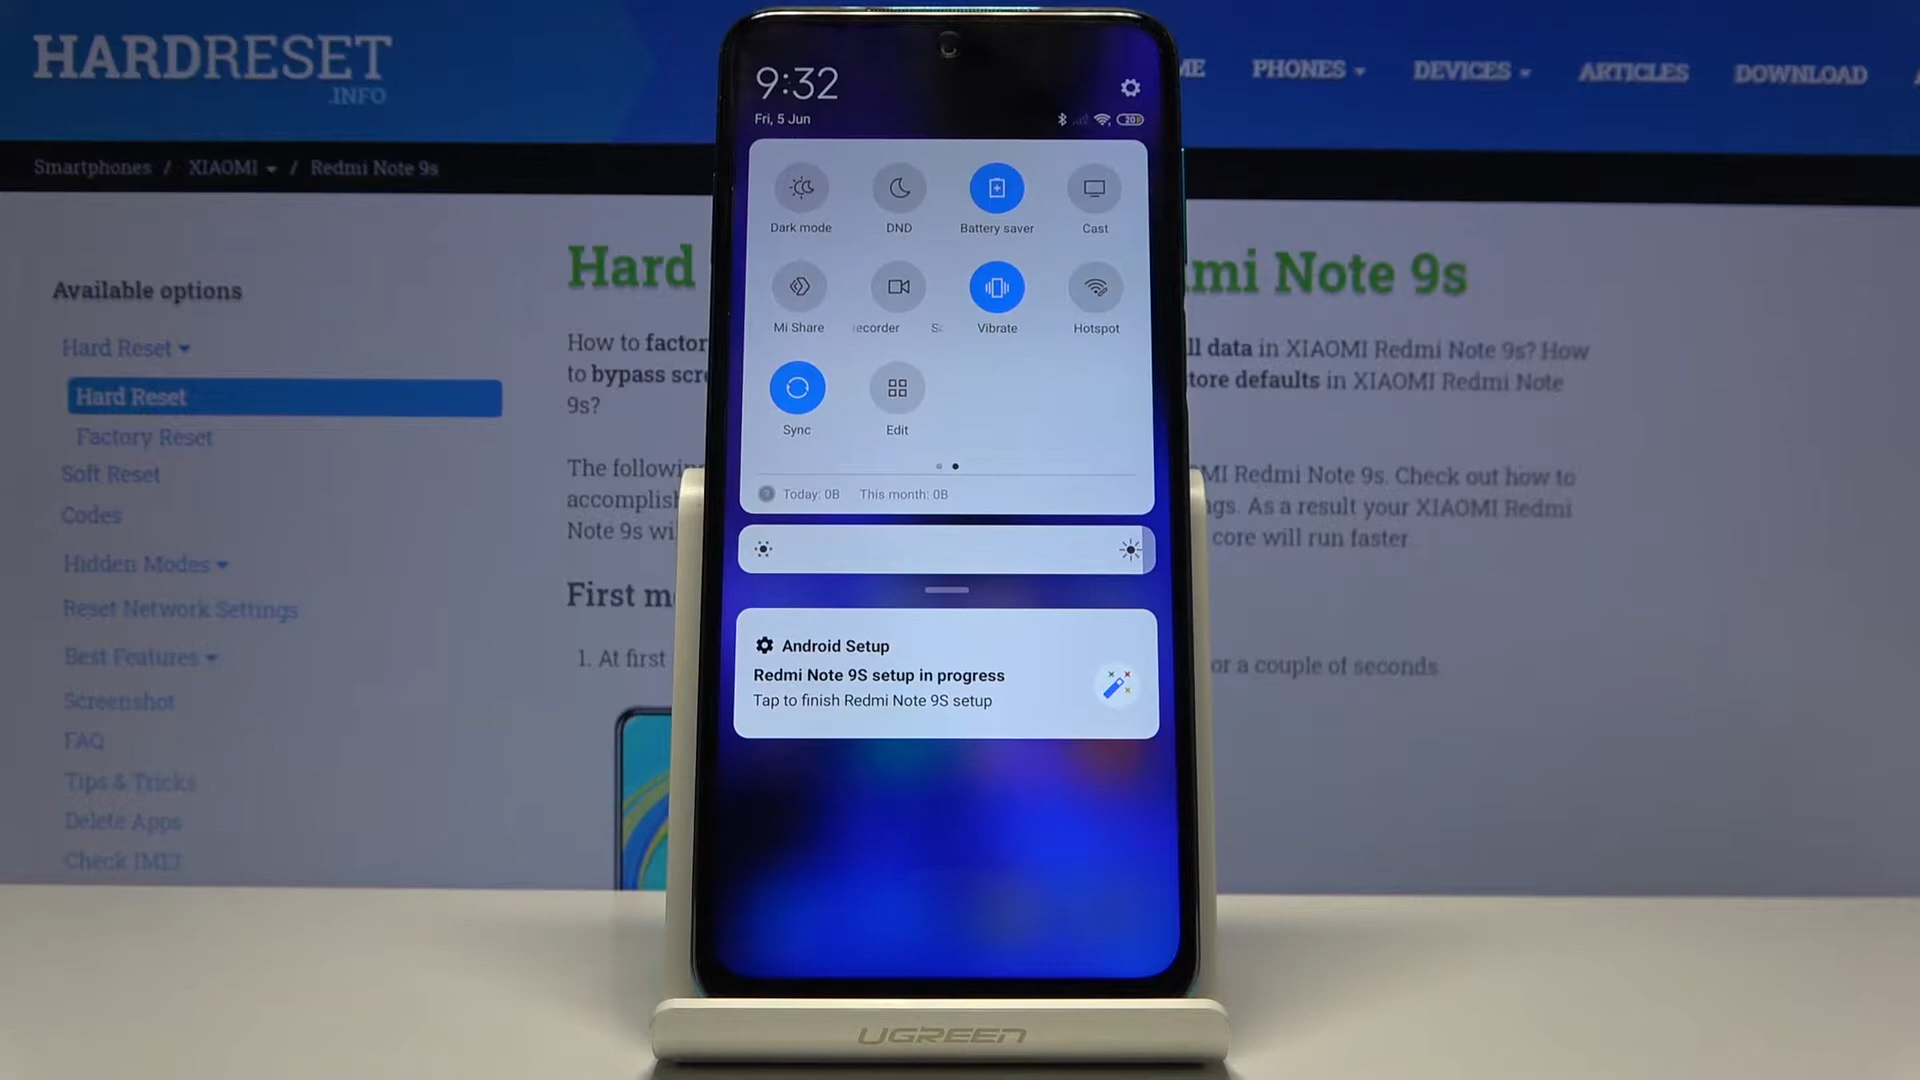 HARDRESET
.INFO
ME PHONES DEVICES ARTICLES DOWNLOAD
Smartphones / XIAOMI / Redmi Note 9s
Available options
Hard Reset
Hard Reset
Factory Reset
Soft Reset
Codes
Hidden Modes
Reset Network Settings
Best Features
Screenshot
FAQ
Tips & Tricks
Delete Apps
Check IMEI
Hard mi Note 9s
How to factor ll data in XIAOMI Redmi Note 9s? How
to bypass scre tore defaults in XIAOMI Redmi Note
9s?
The following MI Redmi Note 9s. Check out how to
accomplish ngs. As a result your XIAOMI Redmi
Note 9s wi core will run faster
First m
1. At first or a couple of seconds
9:32
Fri, 5 Jun
20
Dark mode DND Battery saver Cast
Mi Share ecorder Sc Vibrate Hotspot
Sync Edit
Today: 0B This month: 0B
Android Setup
Redmi Note 9S setup in progress
Tap to finish Redmi Note 9S setup
UGREEN